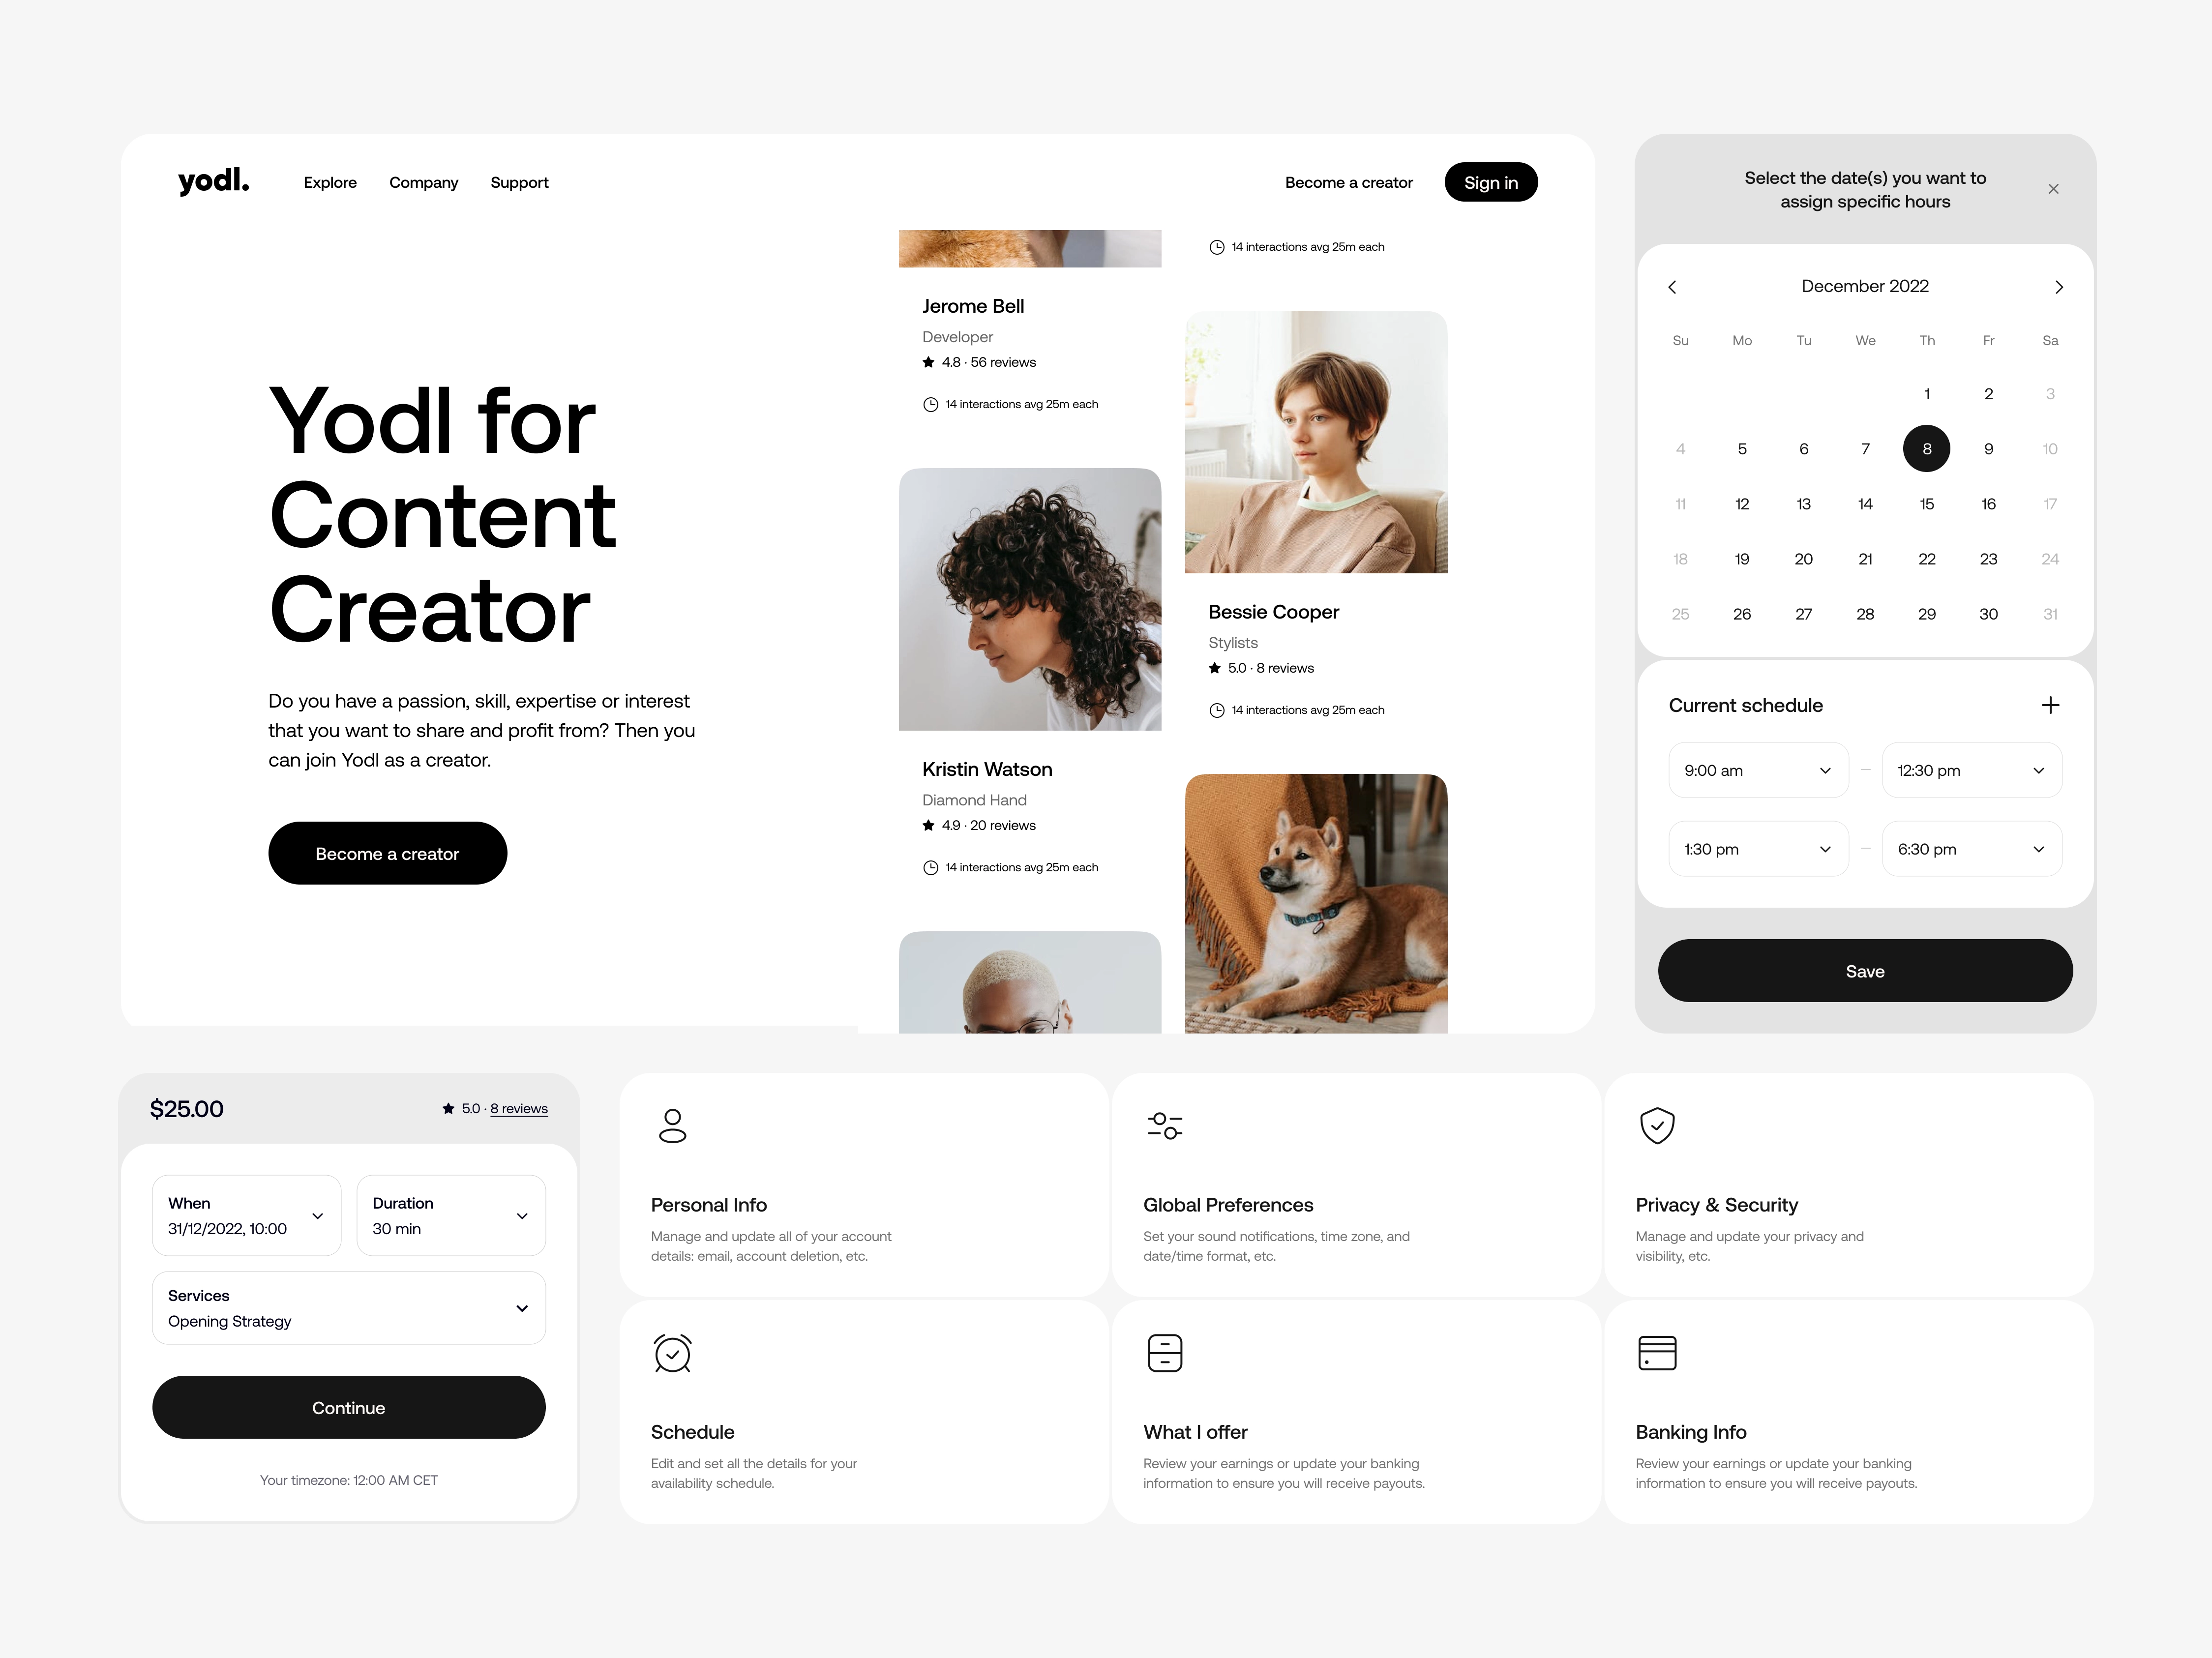 yodl.
Explore
Company
Support
Become a creator
Sign in
Yodl for
Content
Creator
Do you have a passion, skill, expertise or interest
that you want to share and profit from? Then you
can join Yodl as a creator.
Become a creator
Jerome Bell
Developer
4.8 · 56 reviews
14 interactions avg 25m each
Kristin Watson
Diamond Hand
4.9 · 20 reviews
14 interactions avg 25m each
14 interactions avg 25m each
Bessie Cooper
Stylists
5.0 · 8 reviews
14 interactions avg 25m each
Select the date(s) you want to
assign specific hours
December 2022
Su Mo Tu We Th Fr Sa
1 2 3
4 5 6 7 8 9 10
11 12 13 14 15 16 17
18 19 20 21 22 23 24
25 26 27 28 29 30 31
Current schedule
9:00 am – 12:30 pm
1:30 pm – 6:30 pm
Save
$25.00
5.0 · 8 reviews
When
31/12/2022, 10:00
Duration
30 min
Services
Opening Strategy
Continue
Your timezone: 12:00 AM CET
Personal Info
Manage and update all of your account
details: email, account deletion, etc.
Global Preferences
Set your sound notifications, time zone, and
date/time format, etc.
Privacy & Security
Manage and update your privacy and
visibility, etc.
Schedule
Edit and set all the details for your
availability schedule.
What I offer
Review your earnings or update your banking
information to ensure you will receive payouts.
Banking Info
Review your earnings or update your banking
information to ensure you will receive payouts.